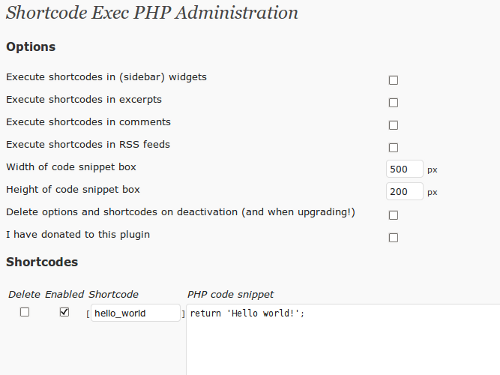 Shortcode Exec PHP Administration
Options
Execute shortcodes in (sidebar) widgets
Execute shortcodes in excerpts
Execute shortcodes in comments
Execute shortcodes in RSS feeds
Width of code snippet box 500 px
Height of code snippet box 200 px
Delete options and shortcodes on deactivation (and when upgrading!)
I have donated to this plugin
Shortcodes
Delete Enabled Shortcode PHP code snippet
[ hello_world ] return 'Hello world!';